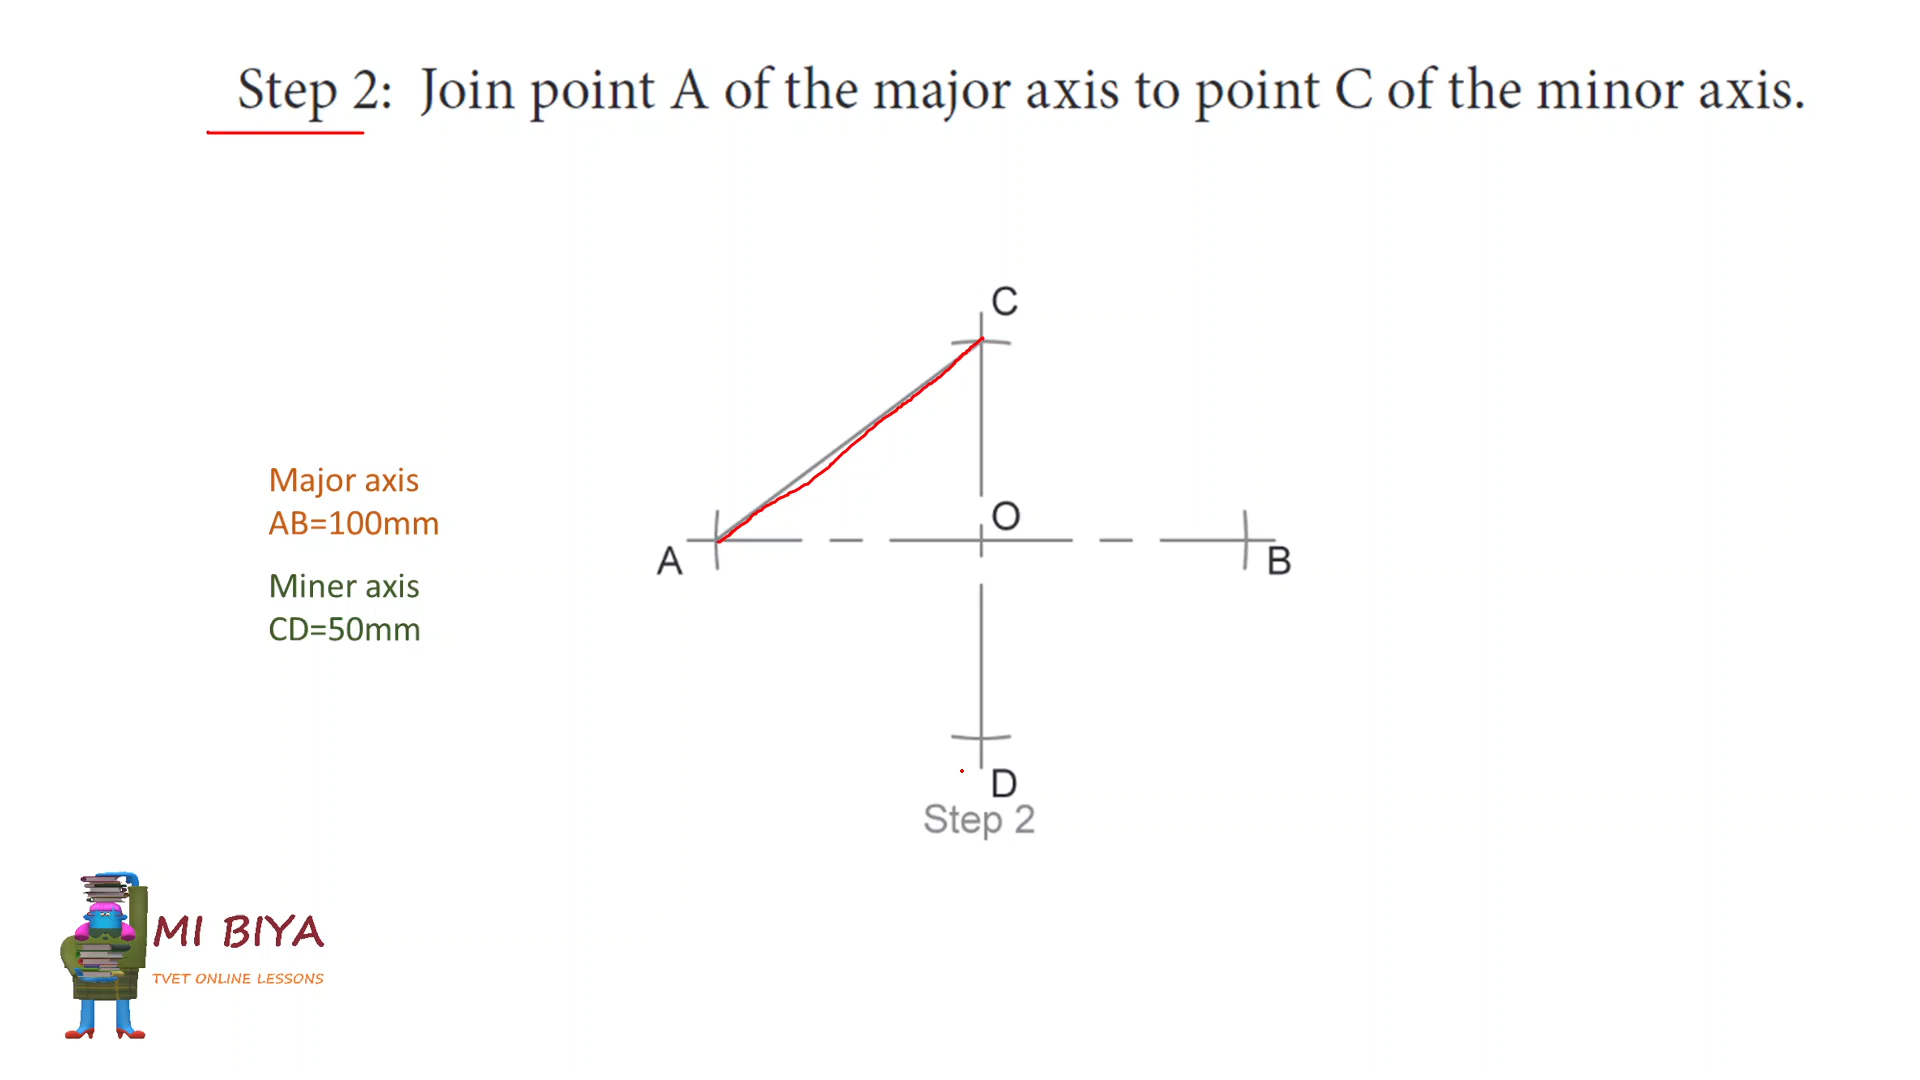 Step 2: Join point A of the major axis to point C of the minor axis.
C
Major axis
AB=100mm
O
A
B
Miner axis
CD=50mm
D
Step 2
MI BIYA
TVET ONLINE LESSONS